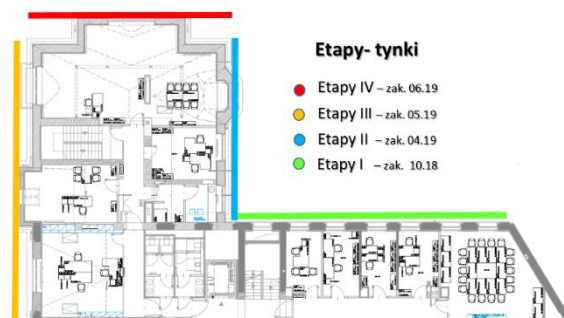 Etapy- tynki
Etapy IV – zak. 06.19
Etapy III – zak. 05.19
Etapy II – zak. 04.19
Etapy I – zak. 10.18